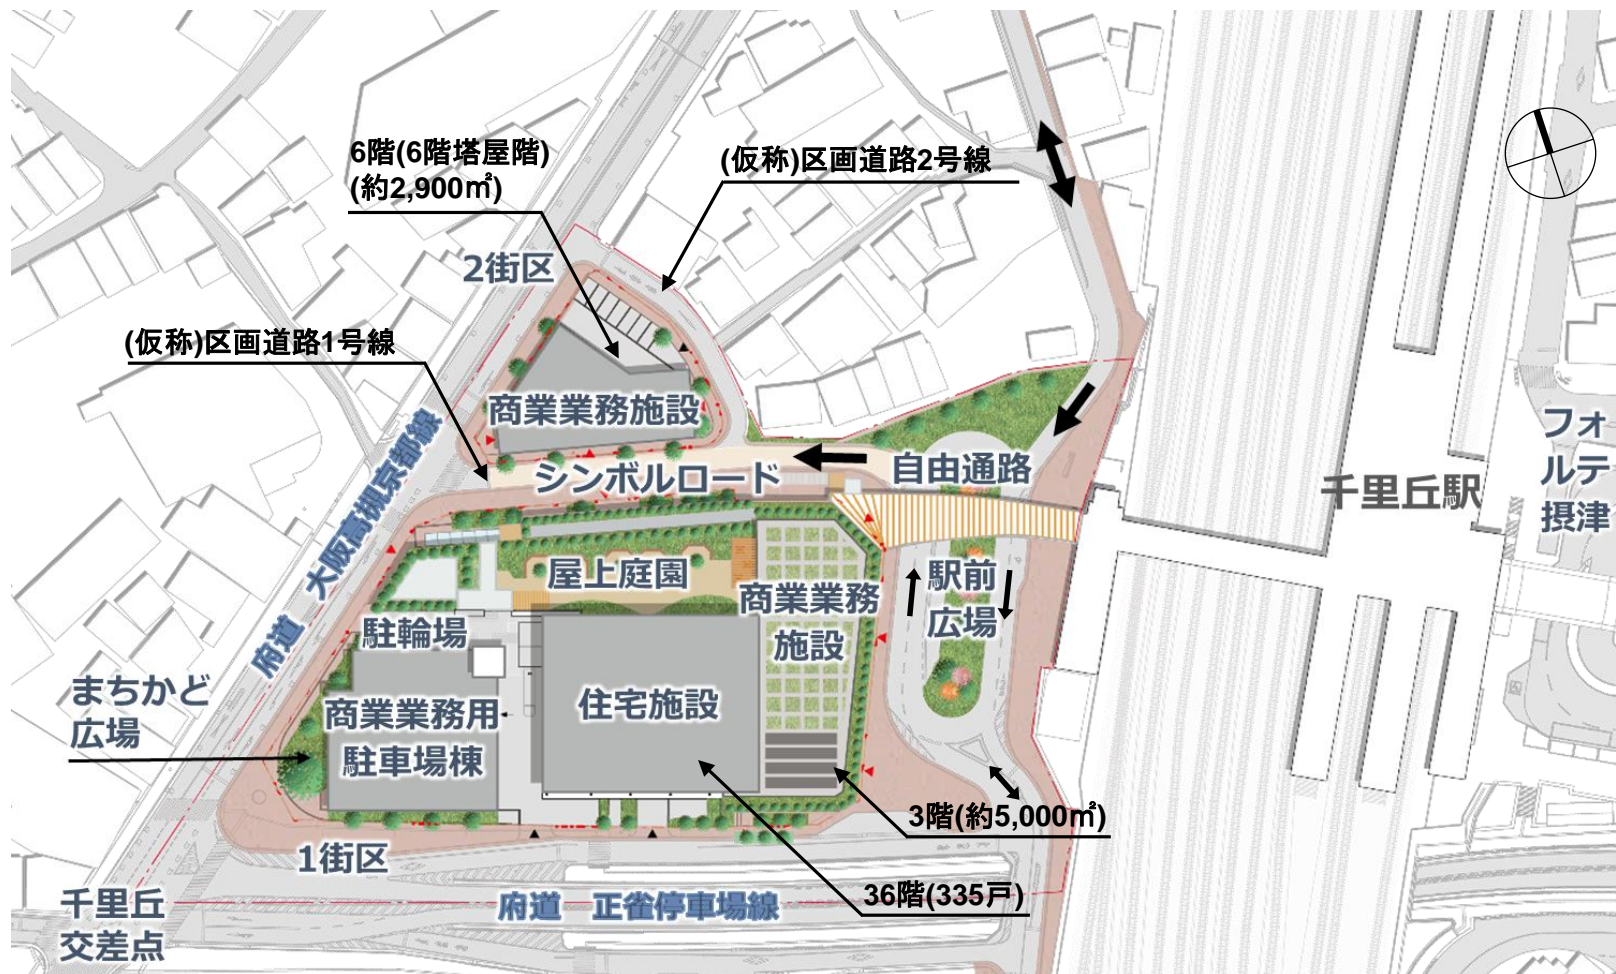 6階(6階塔屋階)
(約2,900㎡)
(仮称)区画道路2号線
2街区
(仮称)区画道路1号線
商業業務施設
府道 大阪高槻京都線
シンボルロード
自由通路
千里丘駅
フォ
ルテ
摂津
屋上庭園
商業業務
施設
駅前
広場
駐輪場
まちかど
広場
商業業務用
駐車場棟
住宅施設
3階(約5,000㎡)
1街区
36階(335戸)
府道 正雀停車場線
千里丘
交差点